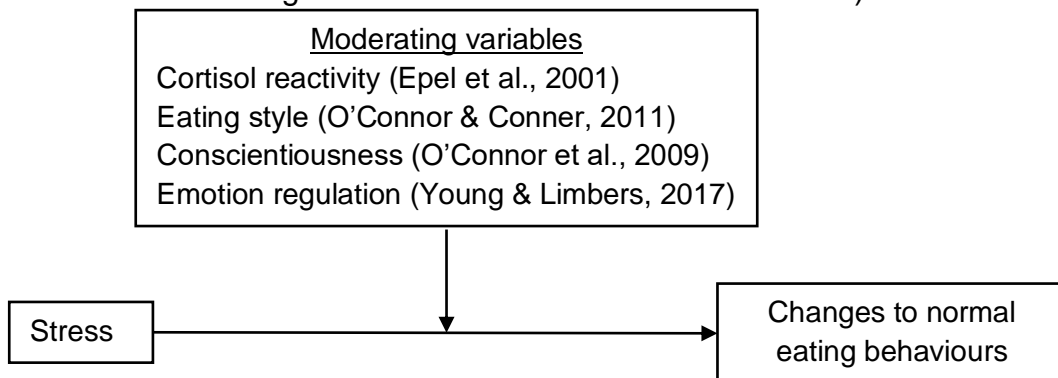 Moderating variables
Cortisol reactivity (Epel et al., 2001)
Eating style (O’Connor & Conner, 2011)
Conscientiousness (O’Connor et al., 2009)
Emotion regulation (Young & Limbers, 2017)
Stress
Changes to normal
eating behaviours